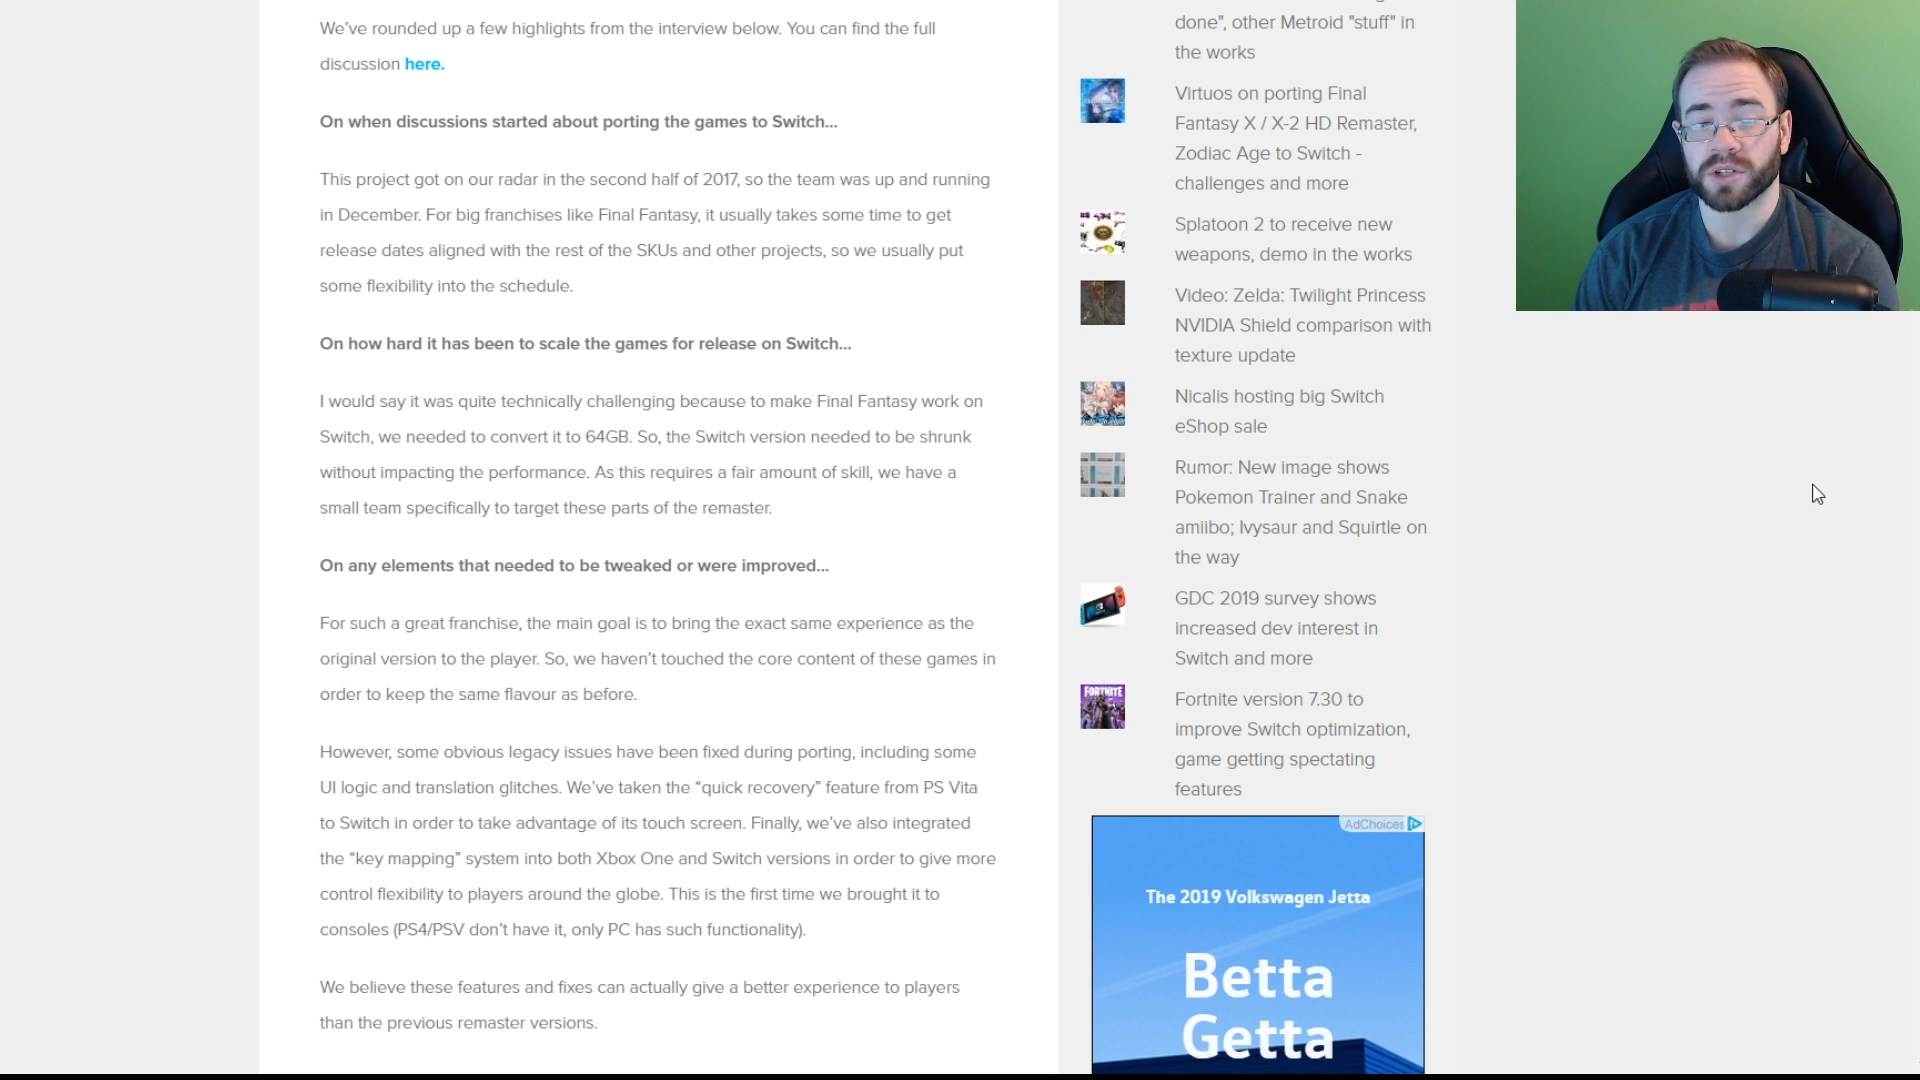 We've rounded up a few highlights from the interview below. You can find the full
discussion here.
On when discussions started about porting the games to Switch...
This project got on our radar in the second half of 2017, so the team was up and running
in December. For big franchises like Final Fantasy, it usually takes some time to get
release dates aligned with the rest of the SKUs and other projects, so we usually put
some flexibility into the schedule.
On how hard it has been to scale the games for release on Switch...
I would say it was quite technically challenging because to make Final Fantasy work on
Switch, we needed to convert it to 64GB. So, the Switch version needed to be shrunk
without impacting the performance. As this requires a fair amount of skill, we have a
small team specifically to target these parts of the remaster.
On any elements that needed to be tweaked or were improved...
For such a great franchise, the main goal is to bring the exact same experience as the
original version to the player. So, we haven't touched the core content of these games in
order to keep the same flavour as before.
However, some obvious legacy issues have been fixed during porting, including some
UI logic and translation glitches. We've taken the “quick recovery” feature from PS Vita
to Switch in order to take advantage of its touch screen. Finally, we've also integrated
the “key mapping” system into both Xbox One and Switch versions in order to give more
control flexibility to players around the globe. This is the first time we brought it to
consoles (PS4/PSV don't have it, only PC has such functionality).
We believe these features and fixes can actually give a better experience to players
than the previous remaster versions.
done", other Metroid "stuff" in
the works
Virtuos on porting Final
Fantasy X / X-2 HD Remaster,
Zodiac Age to Switch -
challenges and more
Splatoon 2 to receive new
weapons, demo in the works
Video: Zelda: Twilight Princess
NVIDIA Shield comparison with
texture update
Nicalis hosting big Switch
eShop sale
Rumor: New image shows
Pokemon Trainer and Snake
amiibo; Ivysaur and Squirtle on
the way
GDC 2019 survey shows
increased dev interest in
Switch and more
FORTNITE
Fortnite version 7.30 to
improve Switch optimization,
game getting spectating
features
AdChoices
The 2019 Volkswagen Jetta
Betta
Getta